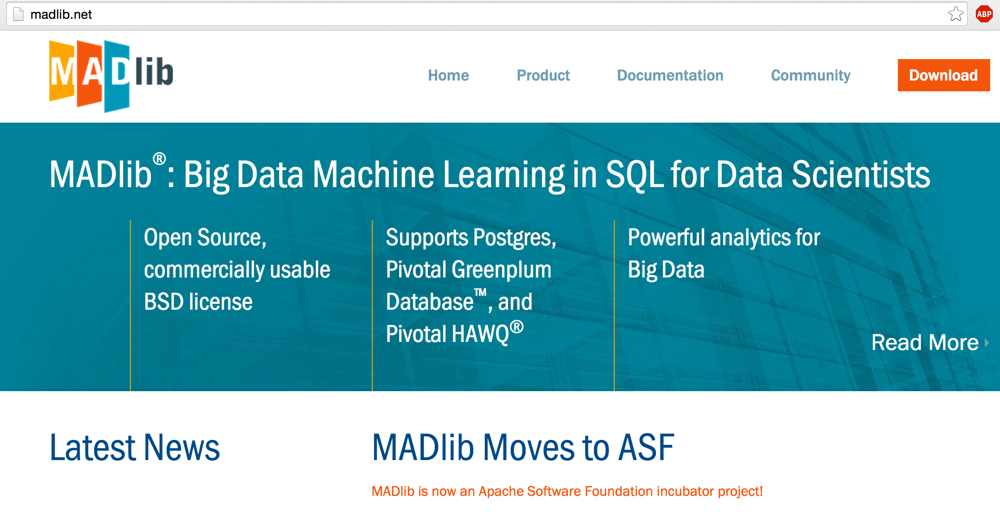 madlib.net
ABP
MADlib
Home
Product
Documentation
Community
Download
MADlib®: Big Data Machine Learning in SQL for Data Scientists
Open Source,
commercially usable
BSD license
Supports Postgres,
Pivotal Greenplum
Database™, and
Pivotal HAWQ®
Powerful analytics for
Big Data
Read More
Latest News
MADlib Moves to ASF
MADlib is now an Apache Software Foundation incubator project!